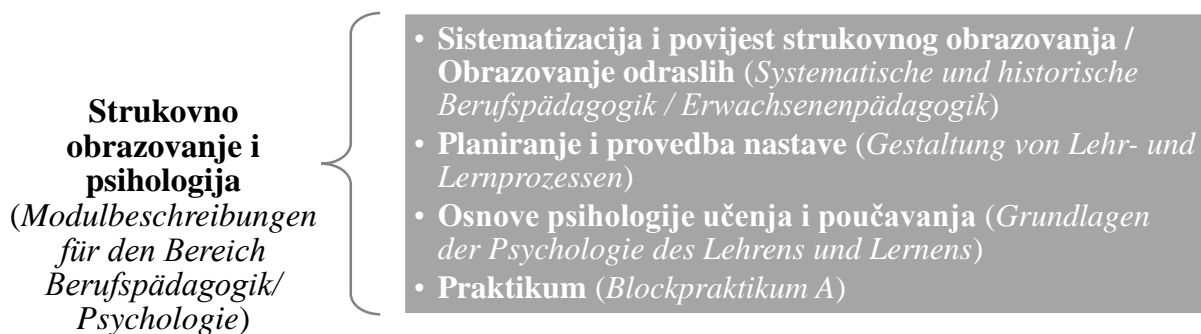 Strukovno
obrazovanje i
psihologija
(Modulbeschreibungen
für den Bereich
Berufspädagogik/
Psychologie)
• Sistematizacija i povijest strukovnog obrazovanja /
Obrazovanje odraslih (Systematische und historische
Berufspädagogik / Erwachsenenpädagogik)
• Planiranje i provedba nastave (Gestaltung von Lehr- und
Lernprozessen)
• Osnove psihologije učenja i poučavanja (Grundlagen
der Psychologie des Lehrens und Lernens)
• Praktikum (Blockpraktikum A)